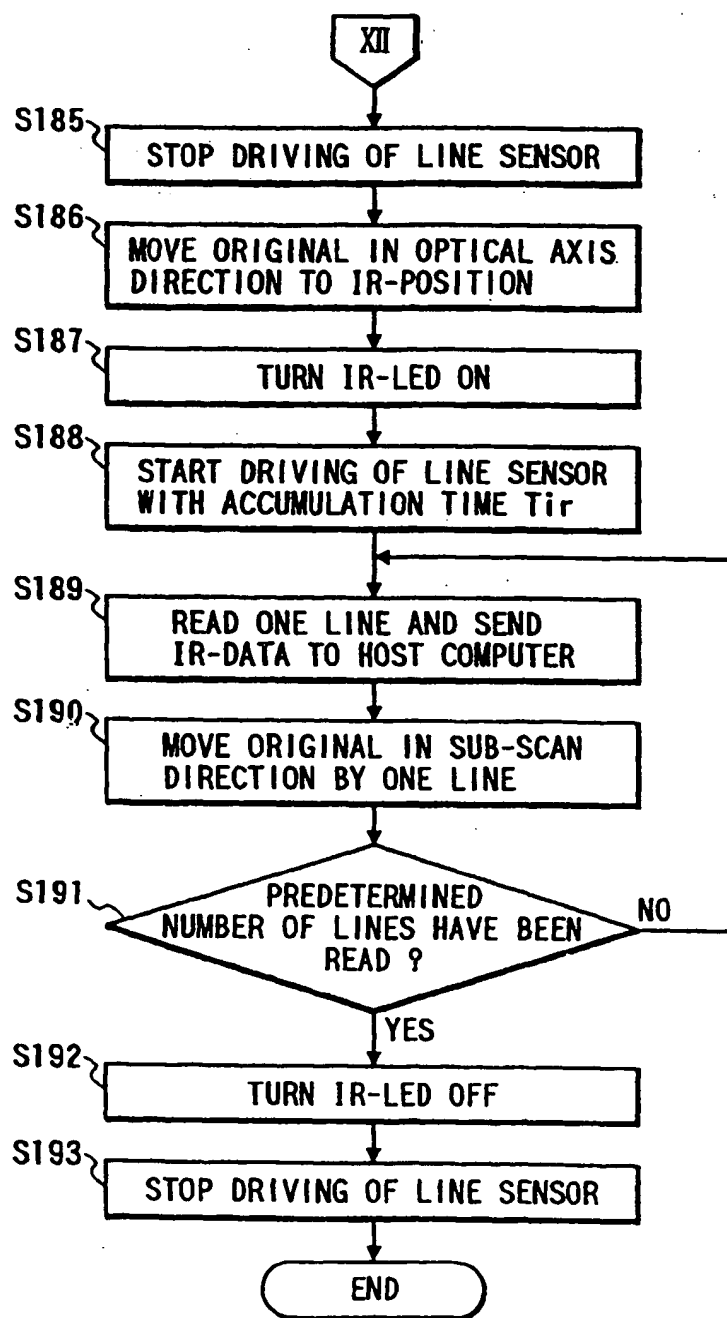 XII
S185
STOP DRIVING OF LINE SENSOR
S186
MOVE ORIGINAL IN OPTICAL AXIS
DIRECTION TO IR-POSITION
S187
TURN IR-LED ON
S188
START DRIVING OF LINE SENSOR
WITH ACCUMULATION TIME Tir
S189
READ ONE LINE AND SEND
IR-DATA TO HOST COMPUTER
S190
MOVE ORIGINAL IN SUB-SCAN
DIRECTION BY ONE LINE
S191
PREDETERMINED
NUMBER OF LINES HAVE BEEN
READ ?
NO
YES
S192
TURN IR-LED OFF
S193
STOP DRIVING OF LINE SENSOR
END